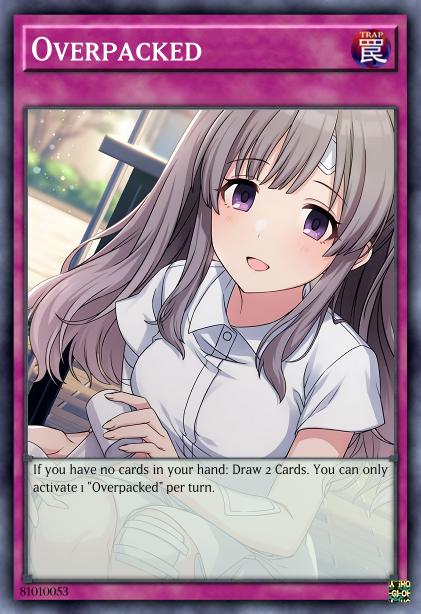 OVERPACKED
TRAP
罠
If you have no cards in your hand: Draw 2 Cards. You can only
activate 1 "Overpacked" per turn.
81010053